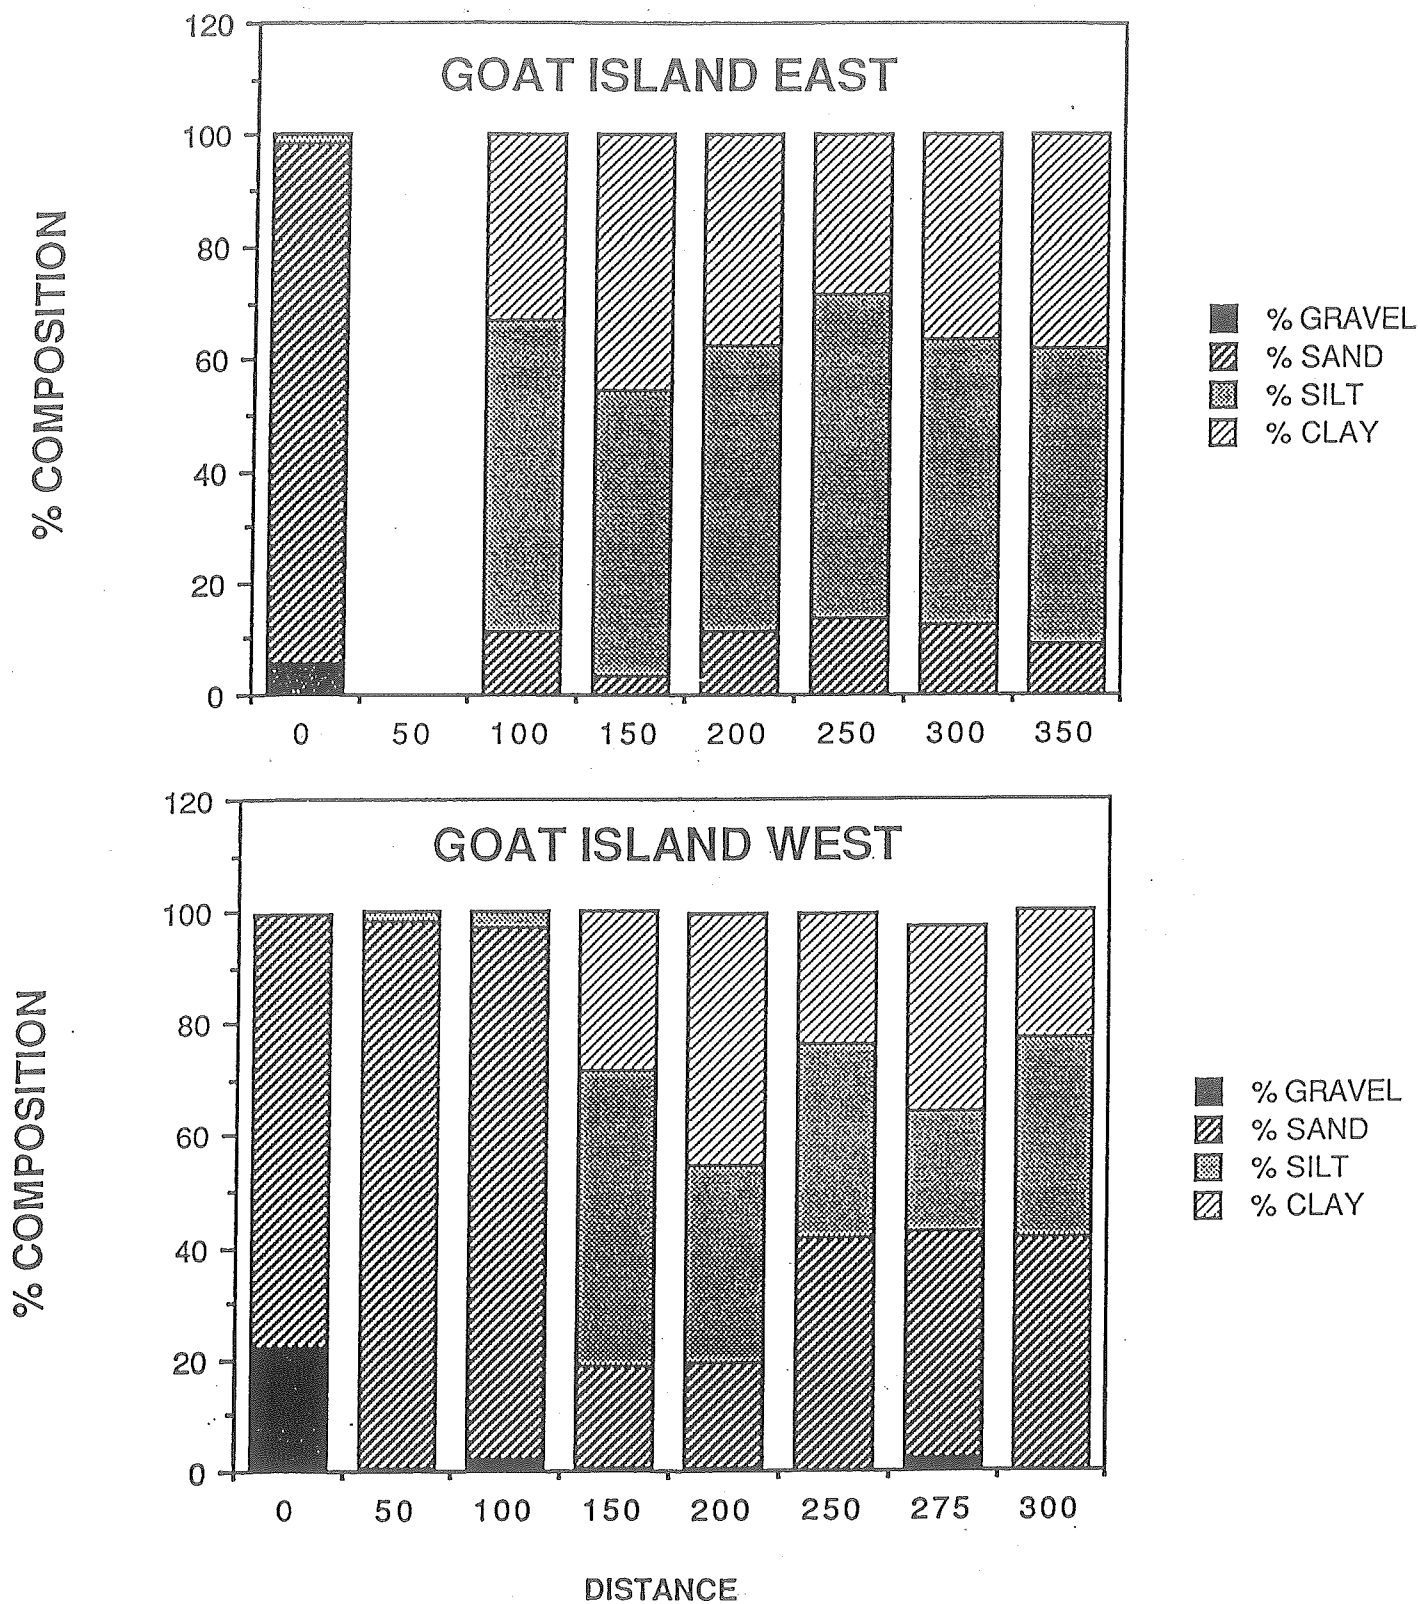 GOAT ISLAND EAST
% COMPOSITION
120
100
80
60
40
20
0
0 50 100 150 200 250 300 350
% GRAVEL
% SAND
% SILT
% CLAY
GOAT ISLAND WEST
% COMPOSITION
120
100
80
60
40
20
0
0 50 100 150 200 250 275 300
% GRAVEL
% SAND
% SILT
% CLAY
DISTANCE